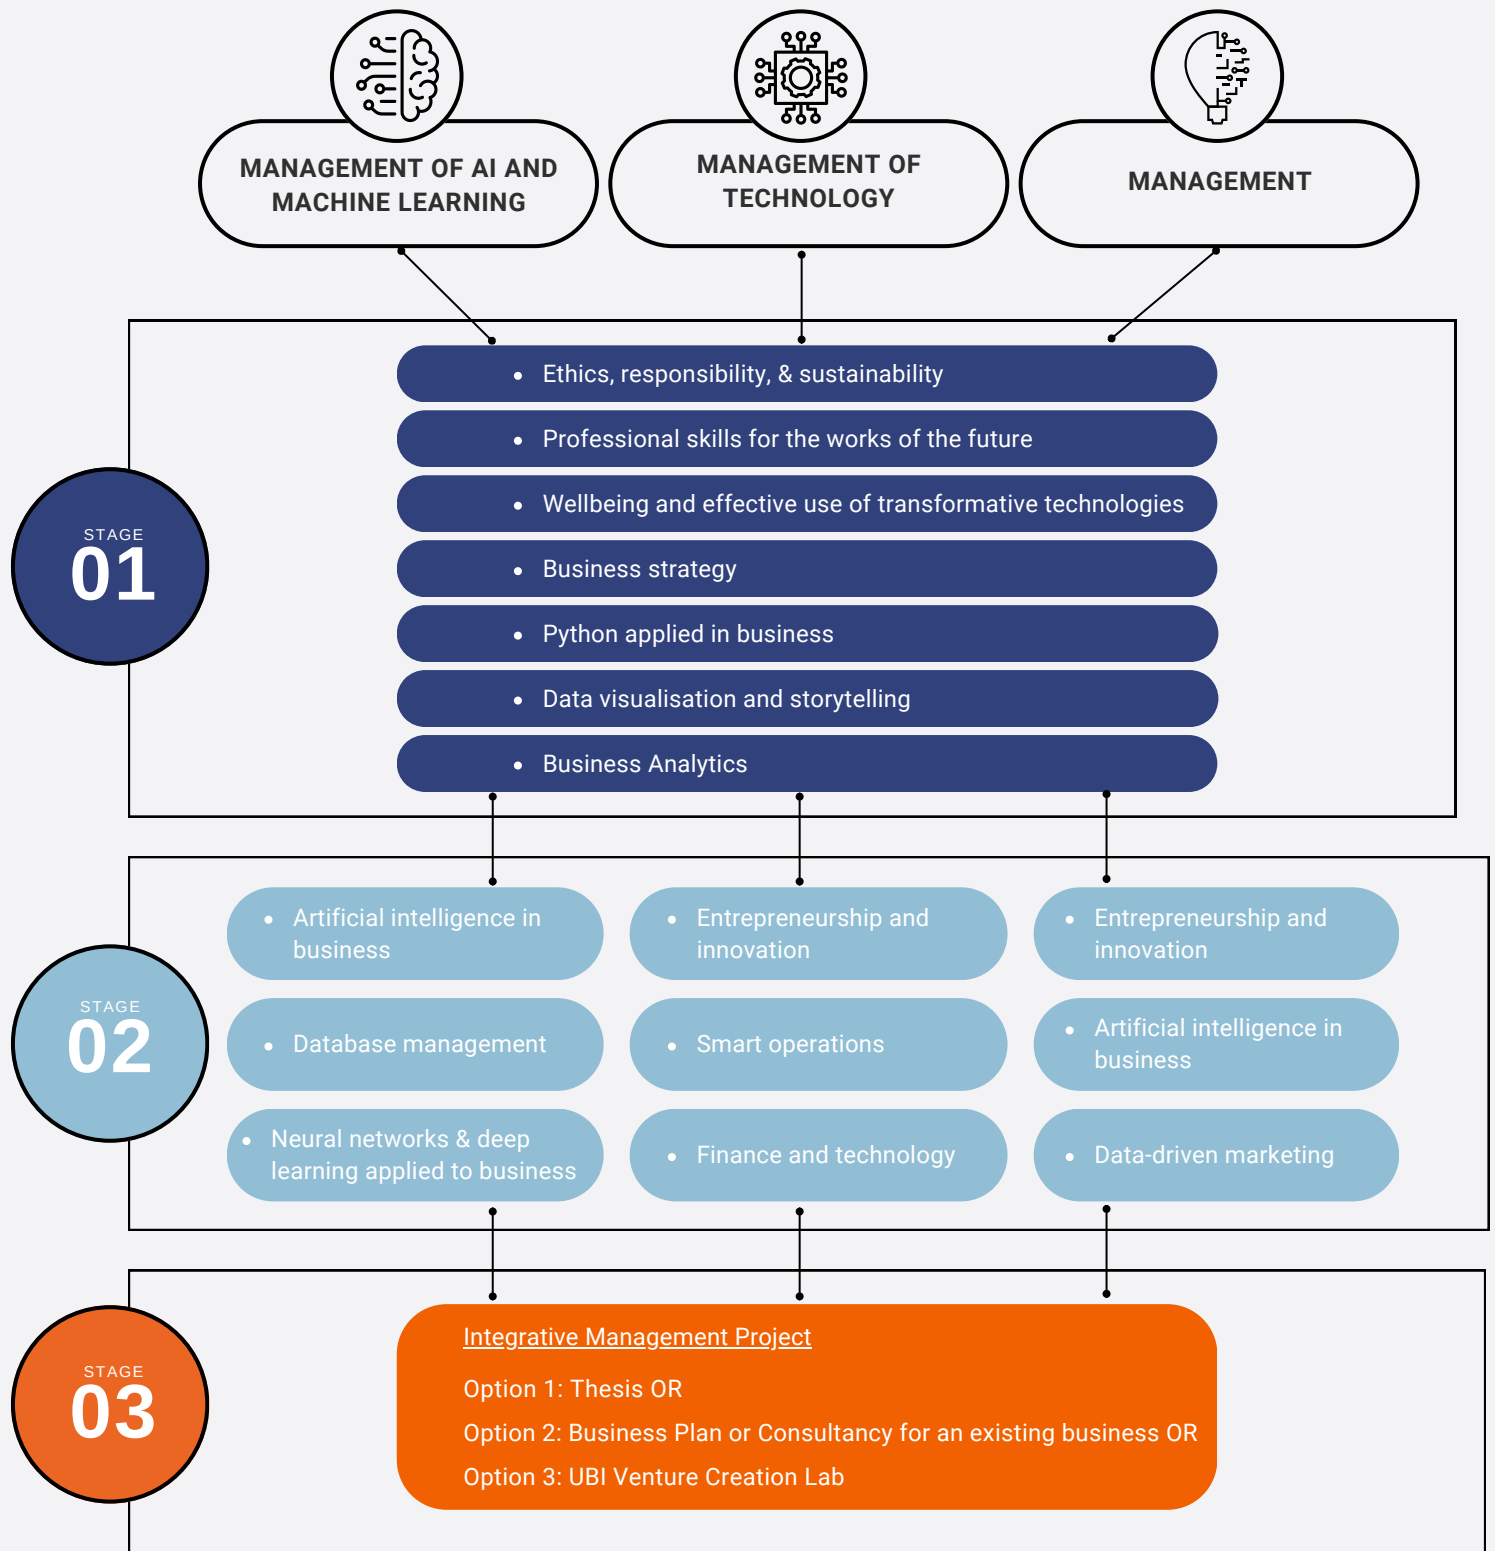 MANAGEMENT OF AI AND
MACHINE LEARNING
MANAGEMENT OF
TECHNOLOGY
MANAGEMENT
STAGE
01
• Ethics, responsibility, & sustainability
• Professional skills for the works of the future
• Wellbeing and effective use of transformative technologies
• Business strategy
• Python applied in business
• Data visualisation and storytelling
• Business Analytics
STAGE
02
• Artificial intelligence in
business
• Database management
• Neural networks & deep
learning applied to business
• Entrepreneurship and
innovation
• Smart operations
• Finance and technology
• Entrepreneurship and
innovation
• Artificial intelligence in
business
• Data-driven marketing
STAGE
03
Integrative Management Project
Option 1: Thesis OR
Option 2: Business Plan or Consultancy for an existing business OR
Option 3: UBI Venture Creation Lab